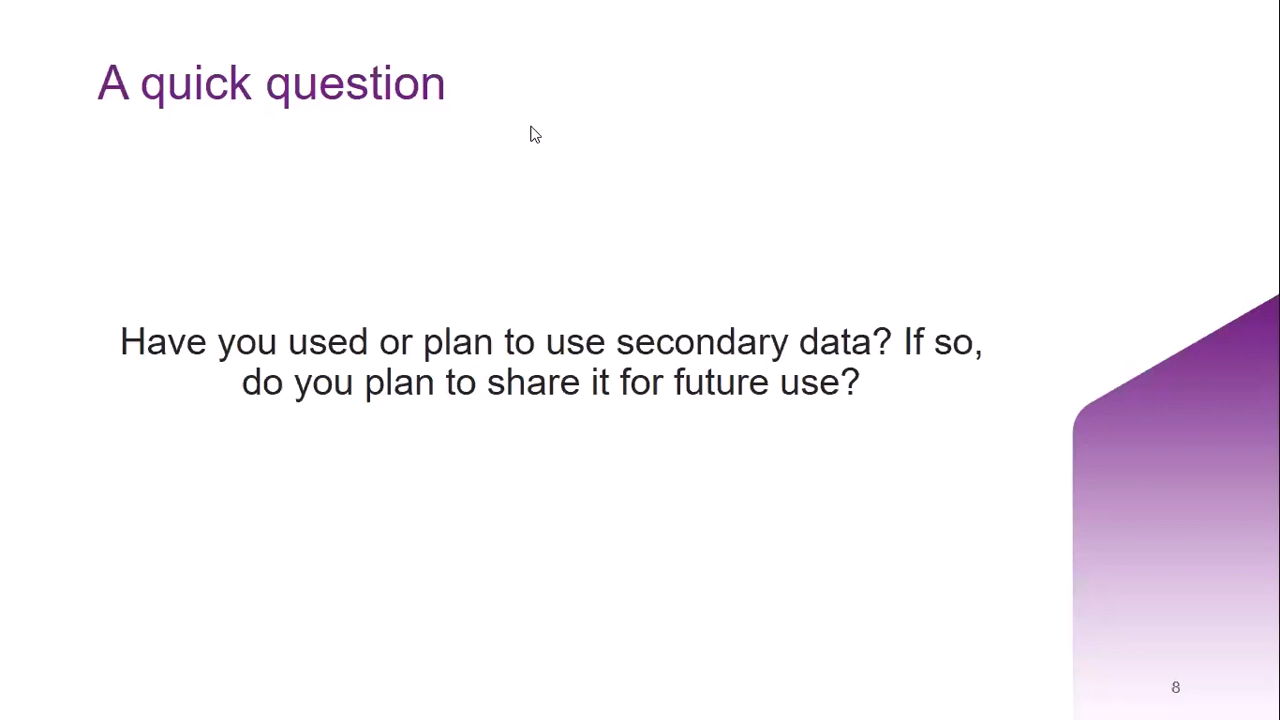 A quick question
Have you used or plan to use secondary data? If so,
do you plan to share it for future use?
8